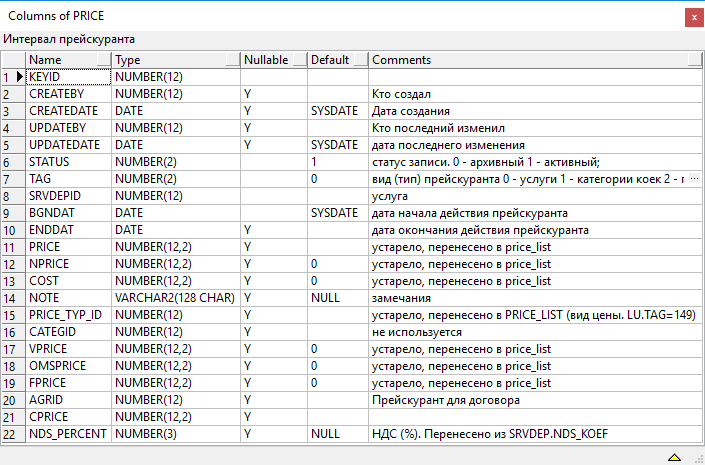 Columns of PRICE
Интервал прейскуранта
Name Type Nullable Default Comments
1 KEYID NUMBER(12)
2 CREATEBY NUMBER(12) Y Кто создал
3 CREATEDATE DATE Y SYSDATE Дата создания
4 UPDATEBY NUMBER(12) Y Кто последний изменил
5 UPDATEDATE DATE Y SYSDATE дата последнего изменения
6 STATUS NUMBER(2) 1 статус записи. 0 - архивный 1 - активный;
7 TAG NUMBER(2) 0 вид (тип) прейскуранта 0 - услуги 1 - категории коек 2 - г ...
8 SRVDEPID NUMBER(12) услуга
9 BGNDAT DATE SYSDATE дата начала действия прейскуранта
10 ENDDAT DATE Y дата окончания действия прейскуранта
11 PRICE NUMBER(12,2) Y устарело, перенесено в price_list
12 NPRICE NUMBER(12,2) Y 0 устарело, перенесено в price_list
13 COST NUMBER(12,2) Y 0 устарело, перенесено в price_list
14 NOTE VARCHAR2(128 CHAR) Y NULL замечания
15 PRICE_TYP_ID NUMBER(12) Y устарело, перенесено в PRICE_LIST (вид цены. LU.TAG=149)
16 CATEGID NUMBER(12) Y не используется
17 VPRICE NUMBER(12,2) Y 0 устарело, перенесено в price_list
18 OMSPRICE NUMBER(12,2) Y 0 устарело, перенесено в price_list
19 FPRICE NUMBER(12,2) Y 0 устарело, перенесено в price_list
20 AGRID NUMBER(12) Y Прейскурант для договора
21 CPRICE NUMBER(12,2) Y
22 NDS_PERCENT NUMBER(3) Y NULL НДС (%). Перенесено из SRVDEP.NDS_KOEF